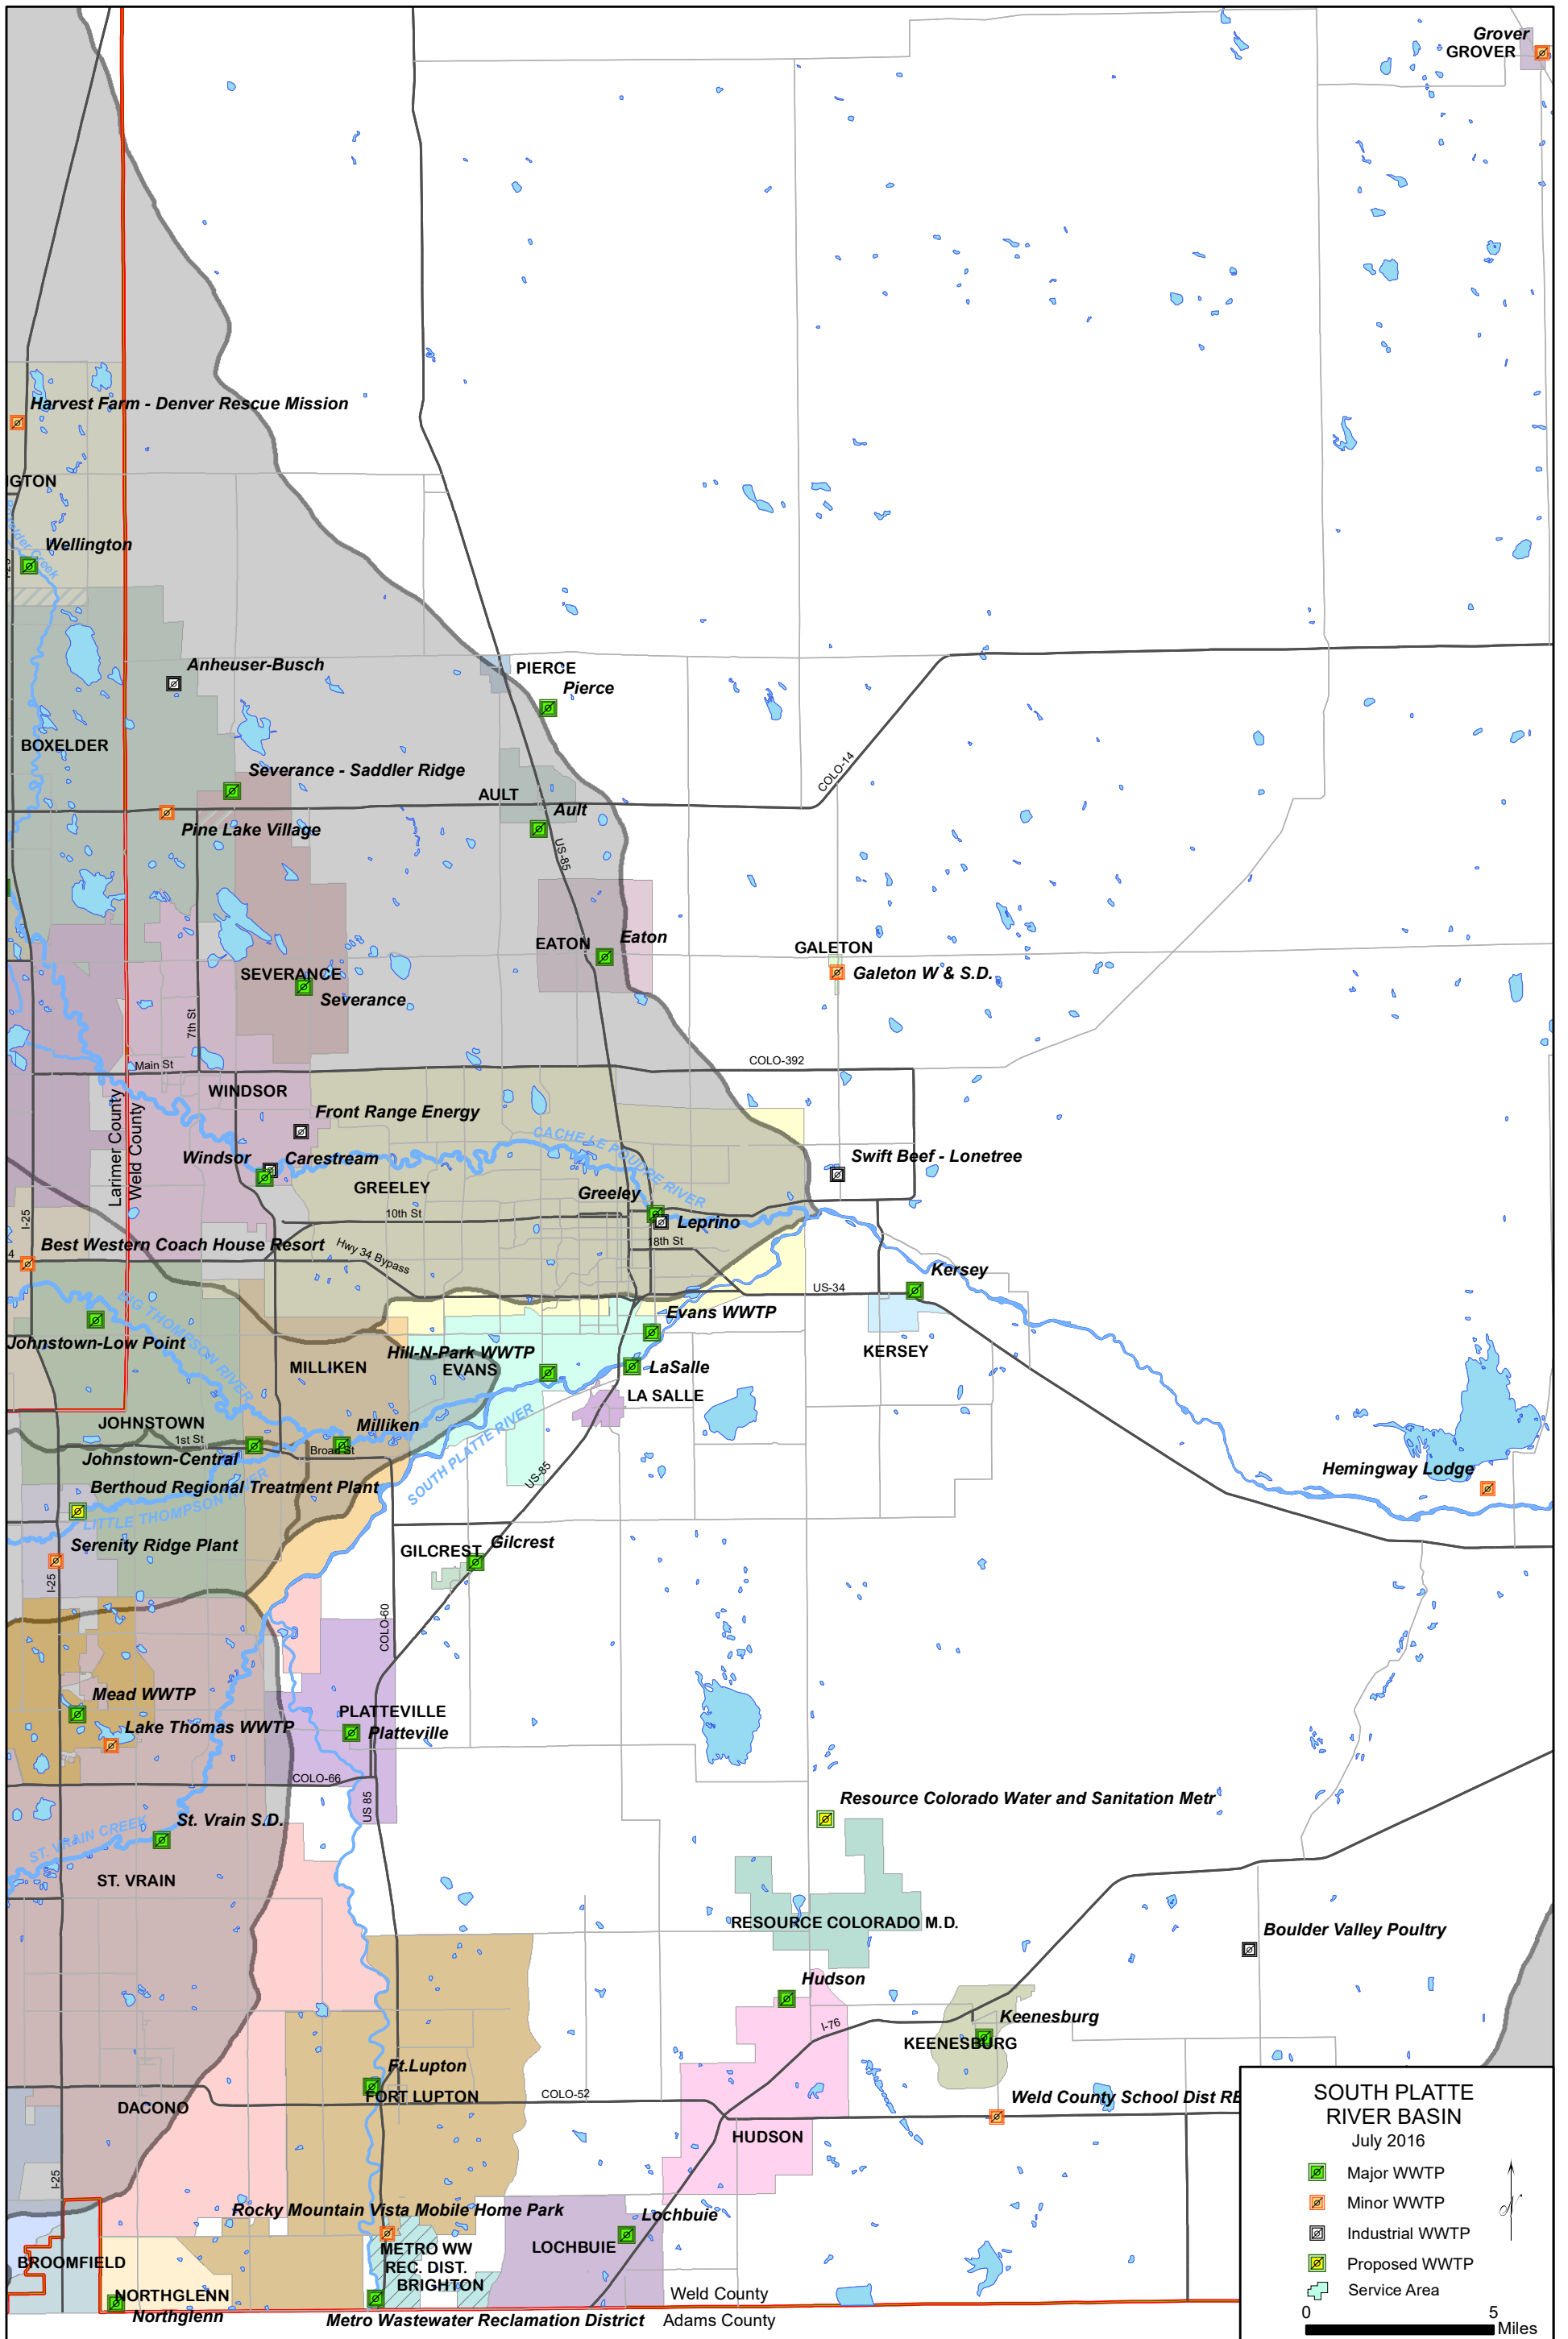 Grover
GROVER
Harvest Farm - Denver Rescue Mission
IGTON
Wellington
Anheuser-Busch
PIERCE
Pierce
BOXELDER
Severance - Saddler Ridge
COLO-14
AULT
Ault
Pine Lake Village
US-85
EATON
Eaton
GALETON
Galeton W & S.D.
SEVERANCE
Severance
7th St
Main St
COLO-392
WINDSOR
Larimer County
Weld County
Front Range Energy
CACHE LE POUDRE RIVER
Windsor
Carestream
Swift Beef - Lonetree
GREELEY
Greeley
10th St
Leprino
I-25
18th St
Best Western Coach House Resort
Hwy 34 Bypass
4
Kersey
US-34
BIG THOMPSON RIVER
Evans WWTP
Johnstown-Low Point
Hill-N-Park WWTP
KERSEY
MILLIKEN
EVANS
LaSalle
LA SALLE
JOHNSTOWN
Milliken
1st St
Broad St
Johnstown-Central
SOUTH PLATTE RIVER
US-85
Hemingway Lodge
Berthoud Regional Treatment Plant
LITTLE THOMPSON RIVER
Serenity Ridge Plant
GILCREST
Gilcrest
I-25
COLO-60
Mead WWTP
Lake Thomas WWTP
PLATTEVILLE
Platteville
COLO-66
US 85
Resource Colorado Water and Sanitation Metr
St. Vrain S.D.
ST. VRAIN CREEK
ST. VRAIN
RESOURCE COLORADO M.D.
Boulder Valley Poultry
Hudson
I-76
Keenesburg
KEENESBURG
Ft.Lupton
FORT LUPTON
COLO-52
Weld County School Dist RE
DACONO
HUDSON
I-25
Rocky Mountain Vista Mobile Home Park
Lochbuie
LOCHBUIE
METRO WW
REC. DIST.
BRIGHTON
BROOMFIELD
NORTHGLENN
Northglenn
Weld County
Metro Wastewater Reclamation District
Adams County
SOUTH PLATTE
RIVER BASIN
July 2016
Major WWTP
Minor WWTP
Industrial WWTP
Proposed WWTP
Service Area
N
0 5
Miles